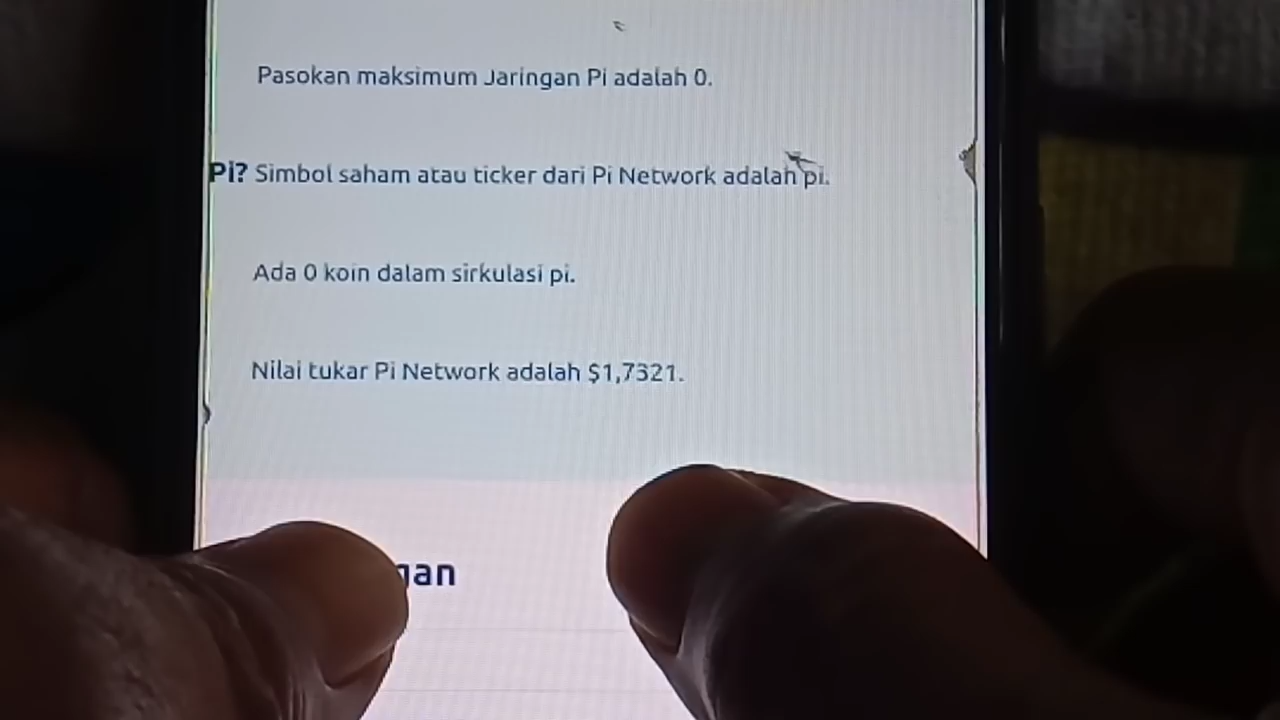 Pasokan maksimum Jaringan Pi adalah 0.
Pi? Simbol saham atau ticker dari Pi Network adalah pi.
Ada 0 koin dalam sirkulasi pi.
Nilai tukar Pi Network adalah $1,7321.